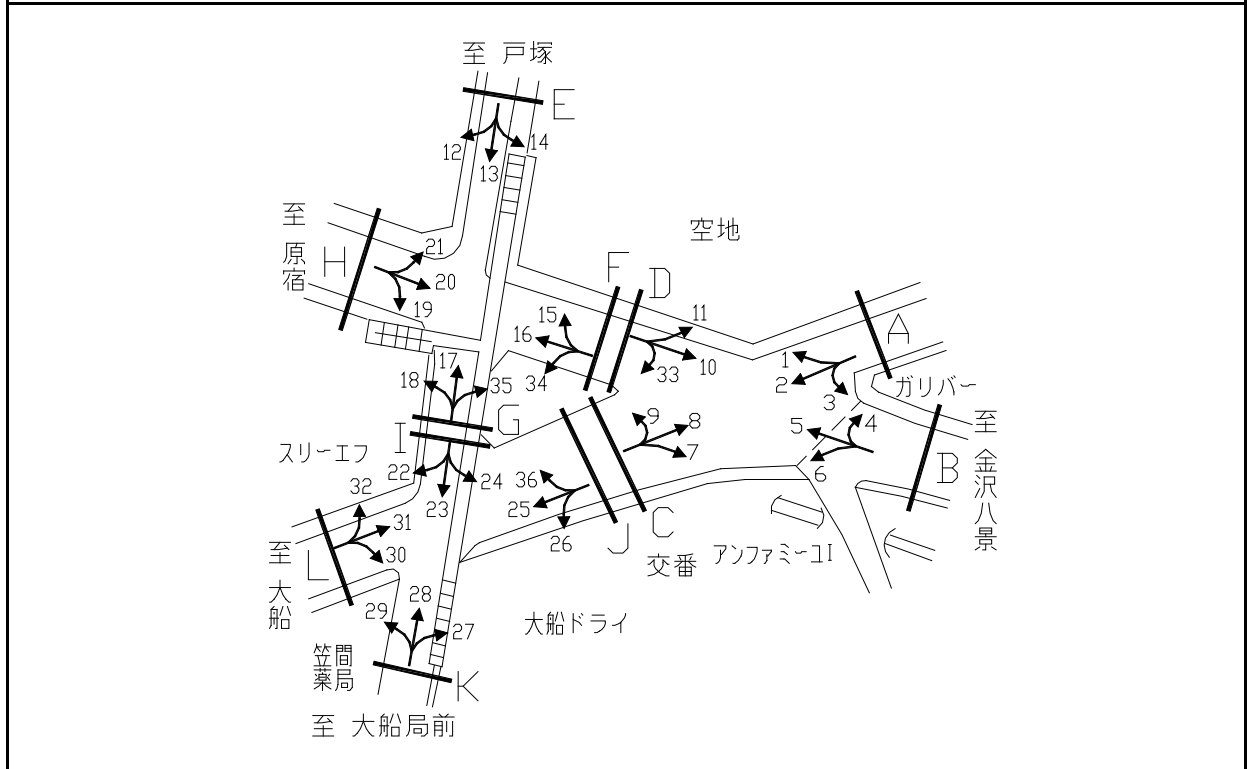 至 戸塚
E
12
13
14
至
原
宿
H
21
20
19
空地
F
D
15
16
34
11
10
33
A
1
2
3
ガリバー
至
金
沢
八
景
B
4
5
6
9
8
7
17
18
35
G
I
スリーエフ
22
23
24
36
25
26
J
C
交番
アンファミーユI
32
31
30
L
至
大
船
大船ドライ
29
28
27
笠間
薬局
K
至 大船局前